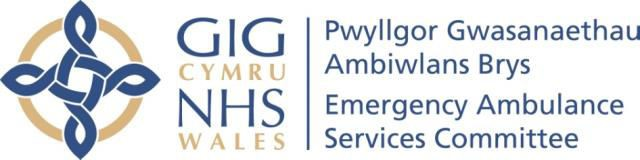 GIG
CYMRU
NHS
WALES
Pwyllgor Gwasanaethau
Ambiwlans Brys
Emergency Ambulance
Services Committee